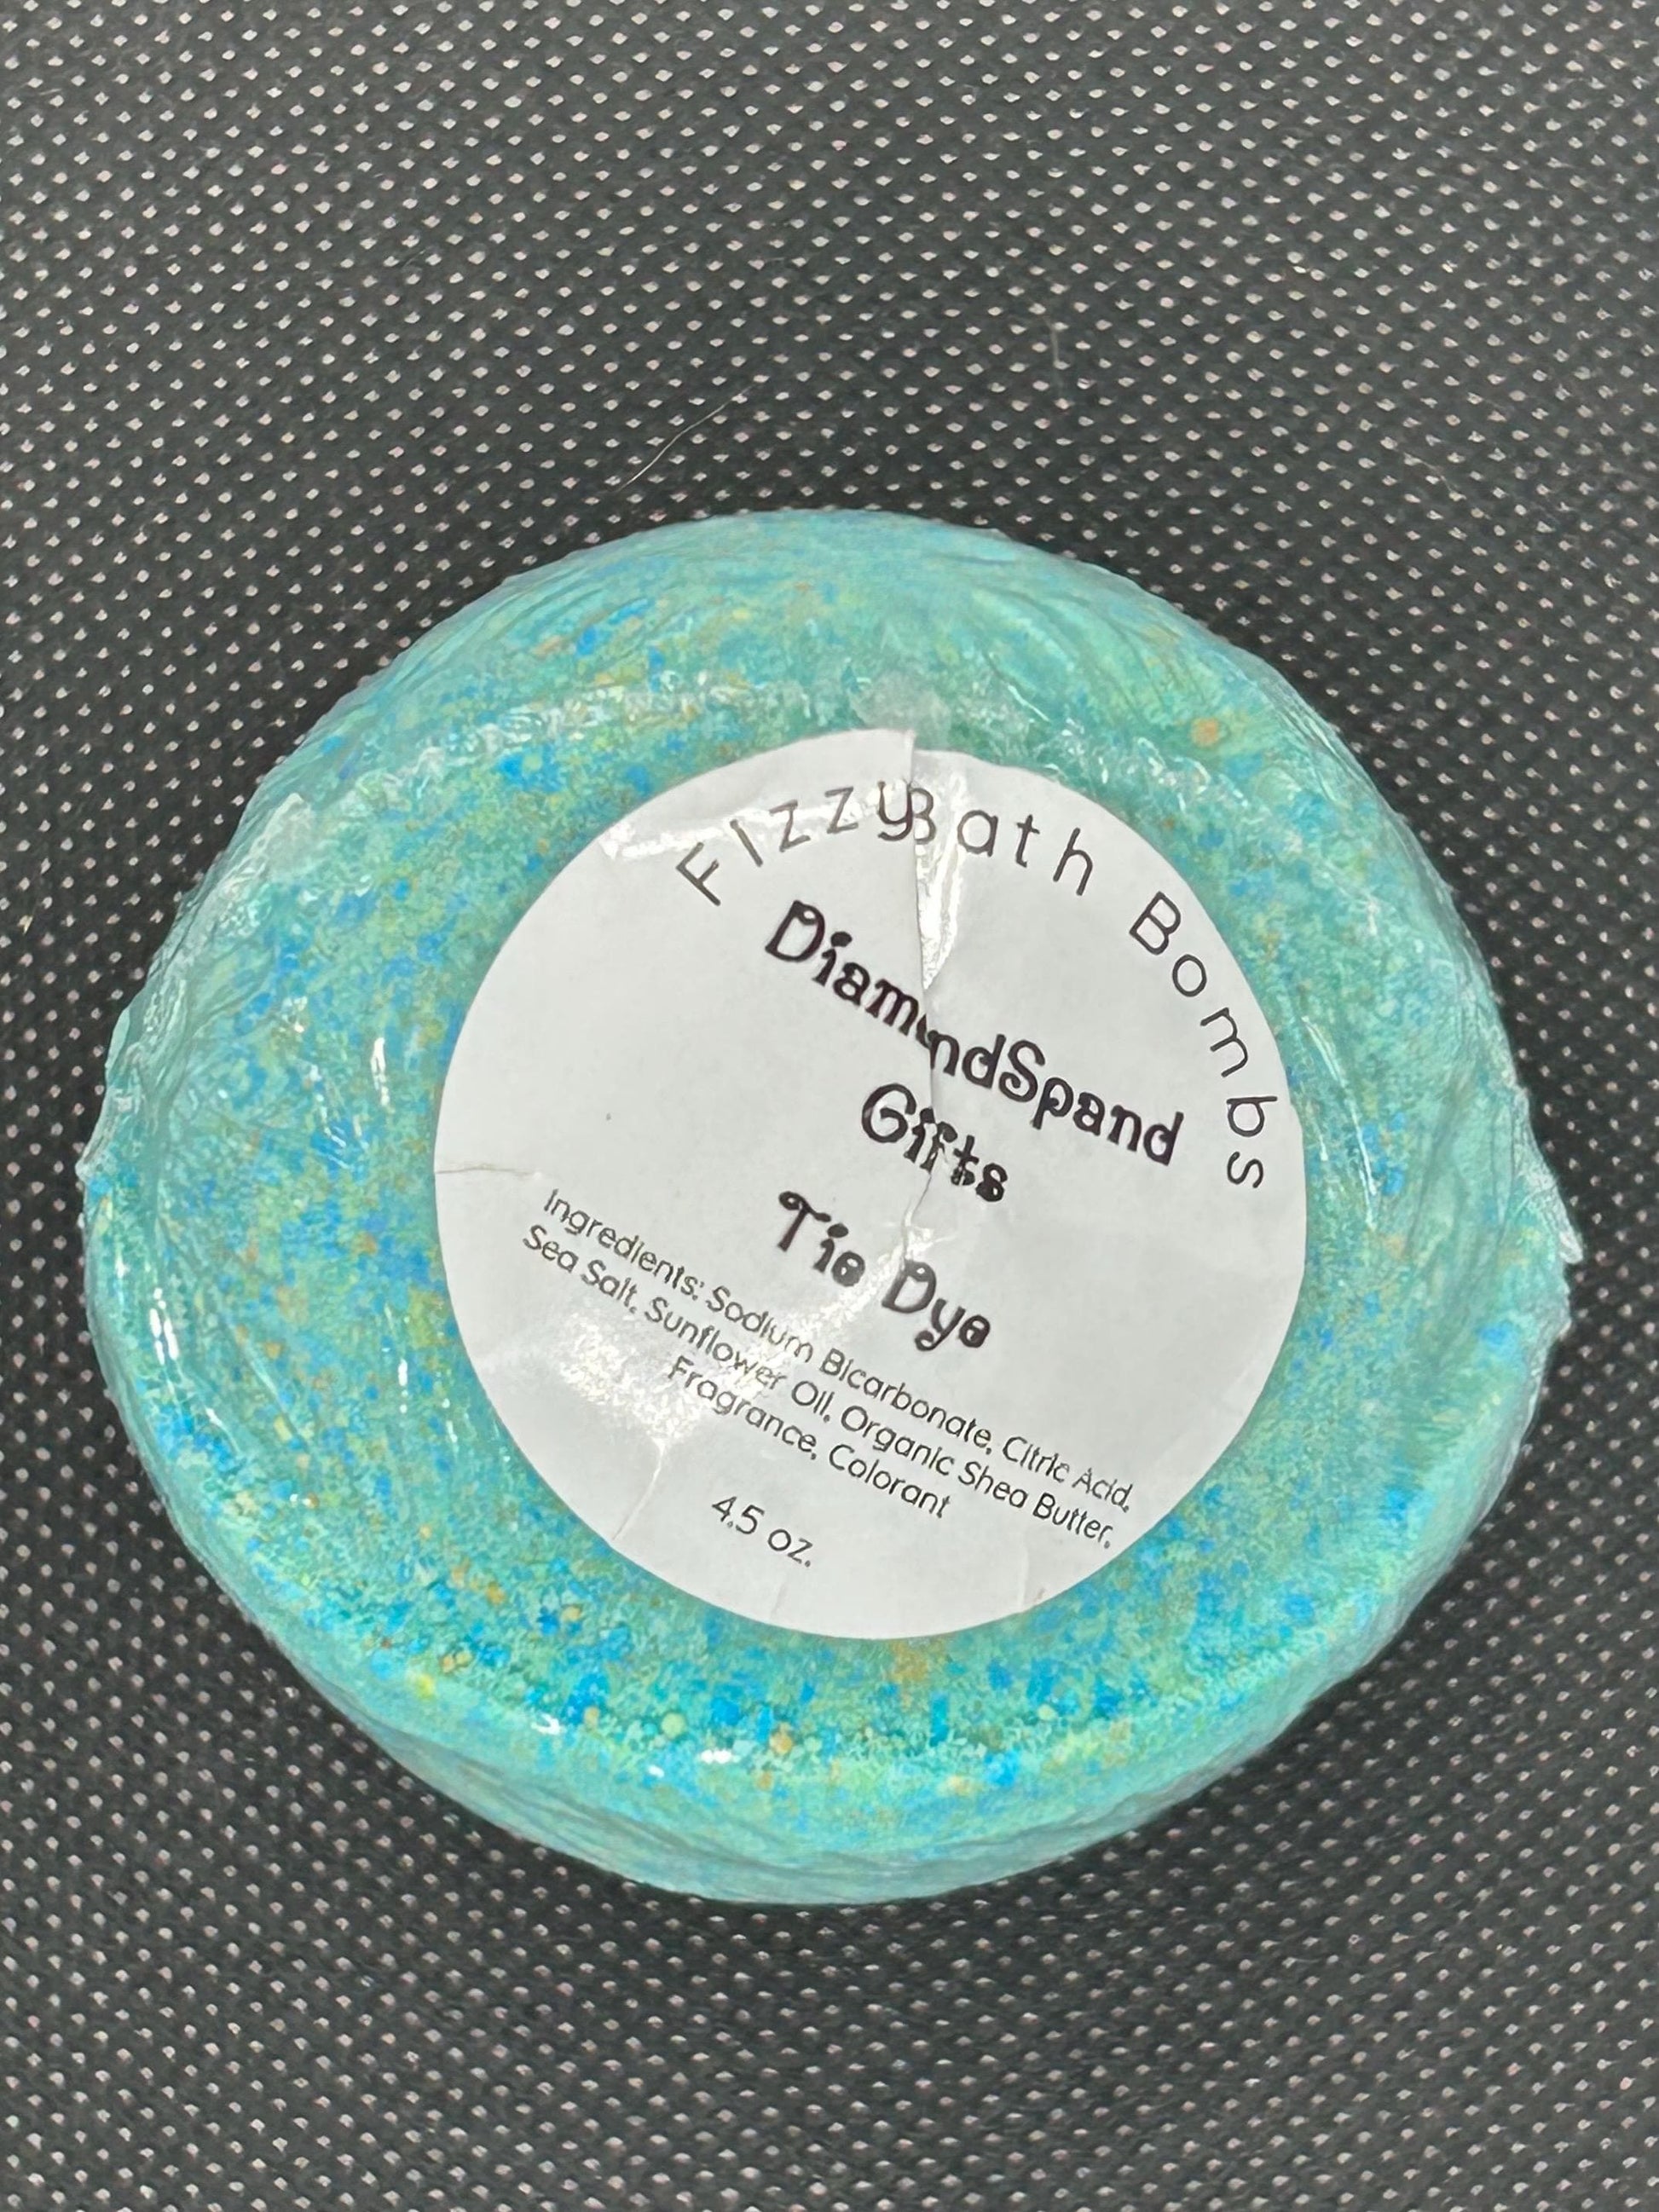 Fizzy Bath Bombs
DiamondSpand
Gifts
Tie Dye
Ingredients: Sodium Bicarbonate, Citric Acid,
Sea Salt, Sunflower Oil, Organic Shea Butter,
Fragrance, Colorant
4.5 oz.